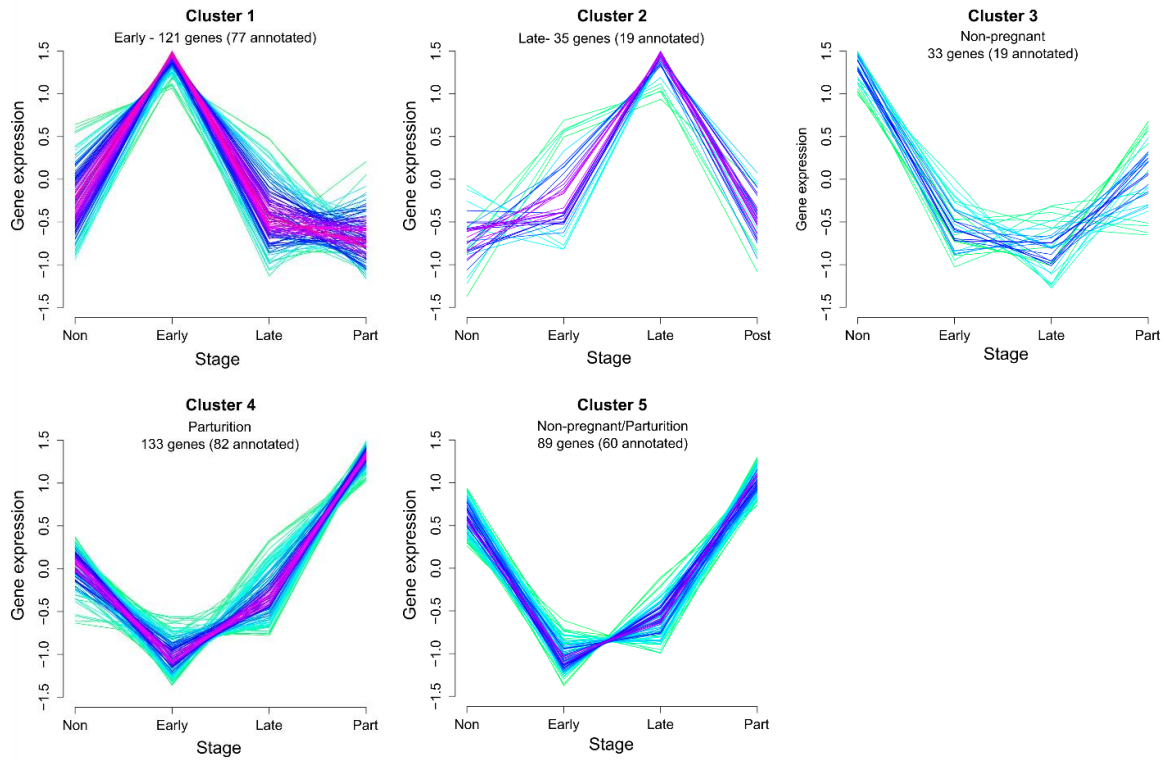 Cluster 1
Early - 121 genes (77 annotated)
Gene expression
1.5
1.0
0.5
0.0
−0.5
−1.0
−1.5
Non Early Late Part
Stage
Cluster 2
Late- 35 genes (19 annotated)
Gene expression
1.5
1.0
0.5
0.0
−0.5
−1.0
−1.5
Non Early Late Post
Stage
Cluster 3
Non-pregnant
33 genes (19 annotated)
Gene expression
1.5
1.0
0.5
0.0
−0.5
−1.0
−1.5
Non Early Late Part
Stage
Cluster 4
Parturition
133 genes (82 annotated)
Gene expression
1.5
1.0
0.5
0.0
−0.5
−1.0
−1.5
Non Early Late Part
Stage
Cluster 5
Non-pregnant/Parturition
89 genes (60 annotated)
Gene expression
1.5
1.0
0.5
0.0
−0.5
−1.0
−1.5
Non Early Late Part
Stage